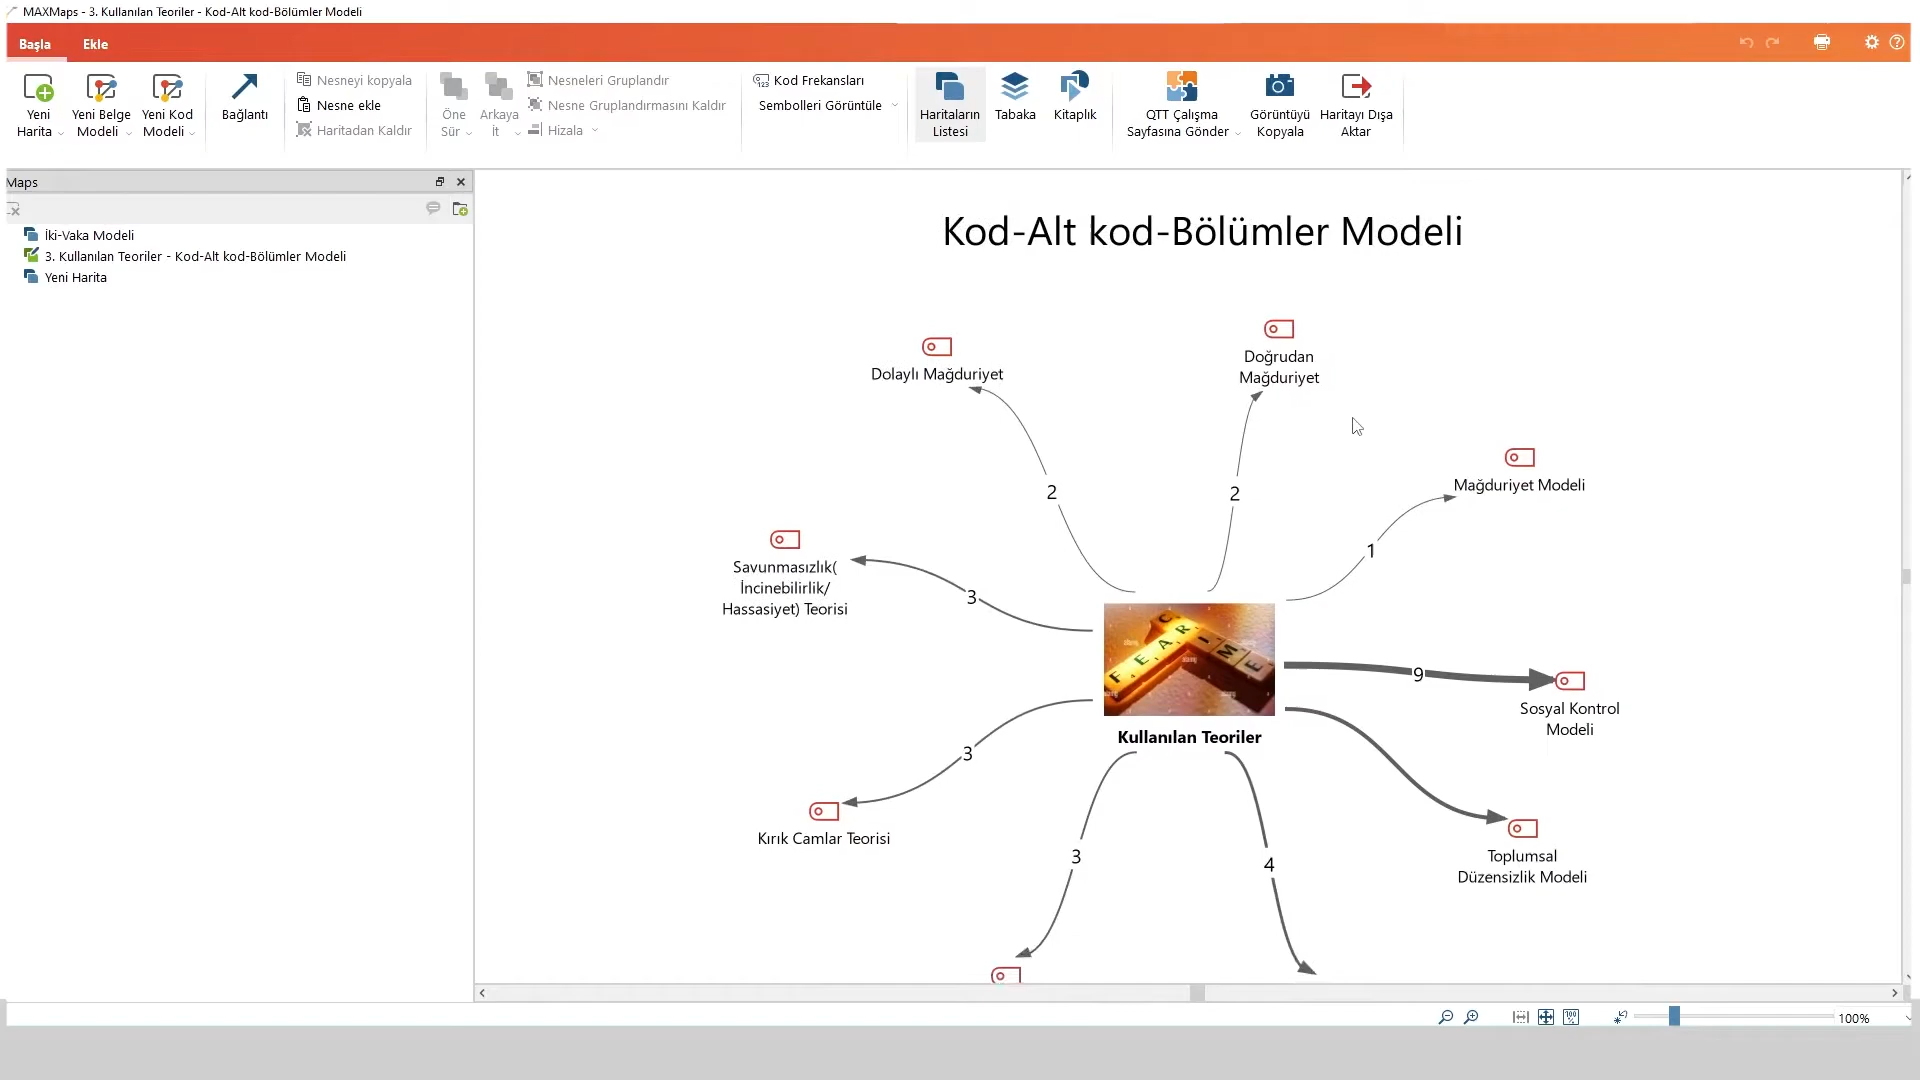 MAXMaps - 3. Kullanılan Teoriler - Kod-Alt kod-Bölümler Modeli
Başla
Ekle
Yeni
Harita
Yeni Belge
Modeli
Yeni Kod
Modeli
Bağlantı
Nesneyi kopyala
Nesne ekle
Haritadan Kaldır
Öne
Sür
Arkaya
İt
Nesneleri Gruplandır
Nesne Gruplandırmasını Kaldır
Hizala
Kod Frekansları
Sembolleri Görüntüle
Haritaların
Listesi
Tabaka
Kitaplık
QTT Çalışma
Sayfasına Gönder
Görüntüyü
Kopyala
Haritayı Dışa
Aktar
Maps
İki-Vaka Modeli
3. Kullanılan Teoriler - Kod-Alt kod-Bölümler Modeli
Yeni Harita
Kod-Alt kod-Bölümler Modeli
Dolaylı Mağduriyet
Doğrudan
Mağduriyet
Mağduriyet Modeli
2
2
1
Savunmasızlık(
İncinebilirlik/
Hassasiyet) Teorisi
3
FEAR
CRIME
9
Sosyal Kontrol
Modeli
Kullanılan Teoriler
3
Kırık Camlar Teorisi
Toplumsal
Düzensizlik Modeli
3
4
100%